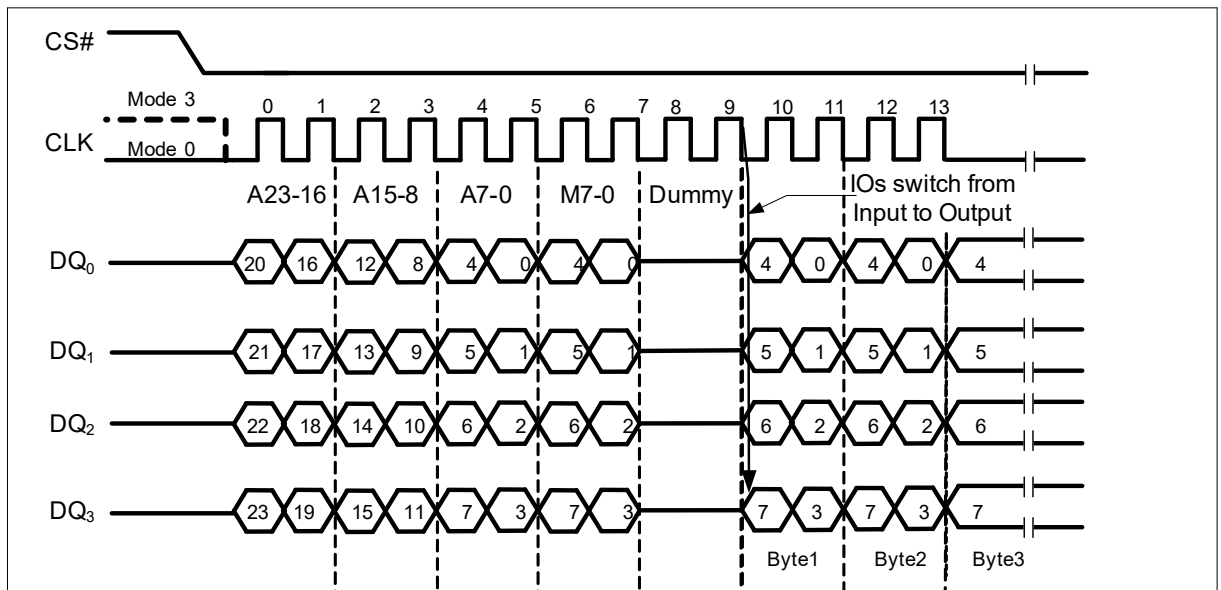 CS#
Mode 3
CLK
Mode 0
0 1 2 3 4 5 6 7 8 9 10 11 12 13
A23-16 A15-8 A7-0 M7-0 Dummy
IOs switch from
Input to Output
DQ0 20 16 12 8 4 0 4 0 4 0 4 0 4
DQ1 21 17 13 9 5 1 5 1 5 1 5 1 5
DQ2 22 18 14 10 6 2 6 2 6 2 6 2 6
DQ3 23 19 15 11 7 3 7 3 7 3 7 3 7
Byte1 Byte2 Byte3